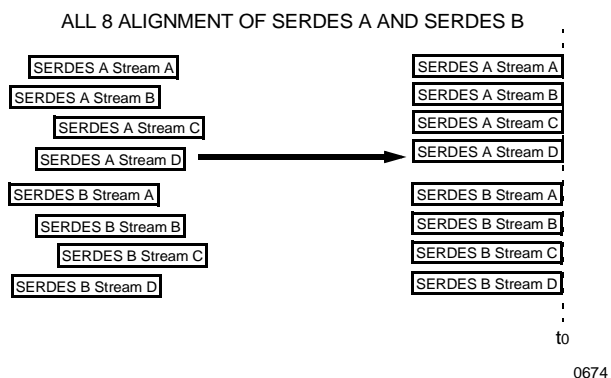 ALL 8 ALIGNMENT OF SERDES A AND SERDES B
SERDES A Stream A
SERDES A Stream B
SERDES A Stream C
SERDES A Stream D
SERDES B Stream A
SERDES B Stream B
SERDES B Stream C
SERDES B Stream D
SERDES A Stream A
SERDES A Stream B
SERDES A Stream C
SERDES A Stream D
SERDES B Stream A
SERDES B Stream B
SERDES B Stream C
SERDES B Stream D
t0
0674